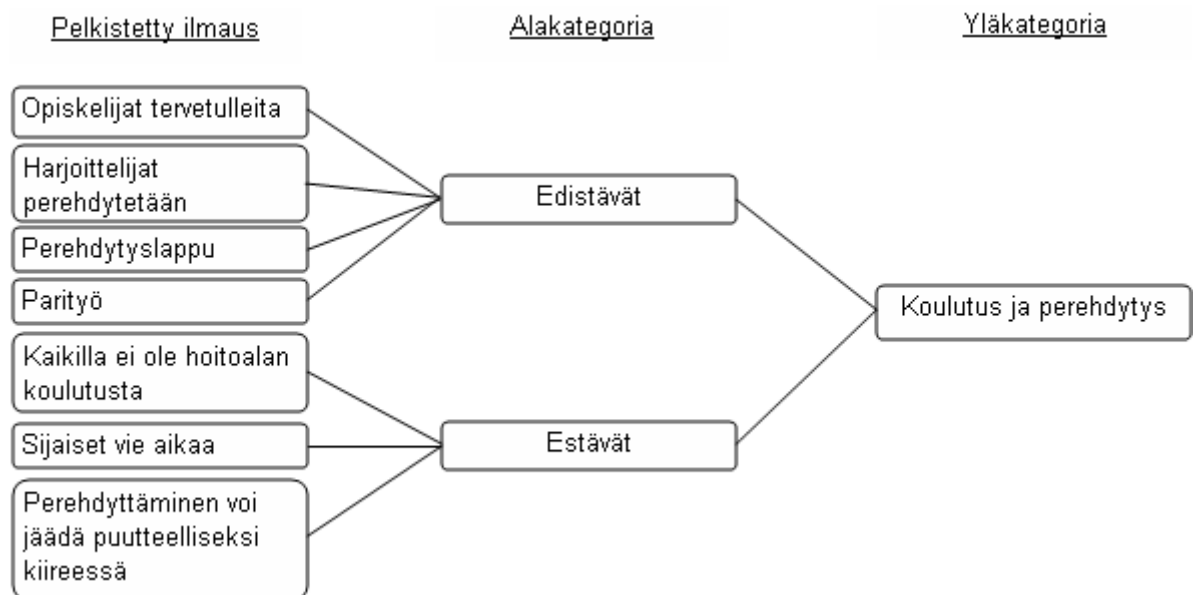 Pelkistetty ilmaus
Alakategoria
Yläkategoria
Opiskelijat tervetulleita
Harjoittelijat
perehdytetään
Perehdytyslappu
Parityö
Kaikilla ei ole hoitoalan
koulutusta
Sijaiset vie aikaa
Perehdyttäminen voi
jäädä puutteelliseksi
kiireessä
Edistävät
Estävät
Koulutus ja perehdytys